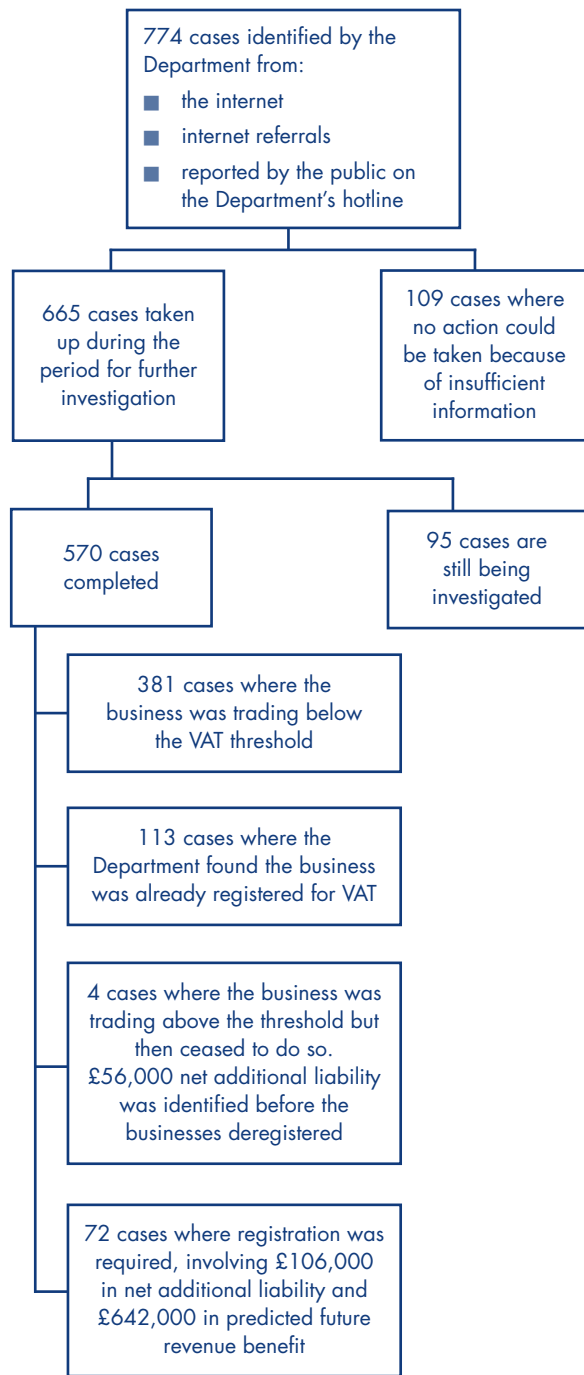 774 cases identified by the
Department from:
■ the internet
■ internet referrals
■ reported by the public on
the Department's hotline
665 cases taken
up during the
period for further
investigation
109 cases where
no action could
be taken because
of insufficient
information
570 cases
completed
95 cases are
still being
investigated
381 cases where the
business was trading below
the VAT threshold
113 cases where the
Department found the business
was already registered for VAT
4 cases where the business was
trading above the threshold but
then ceased to do so.
£56,000 net additional liability
was identified before the
businesses deregistered
72 cases where registration was
required, involving £106,000
in net additional liability and
£642,000 in predicted future
revenue benefit